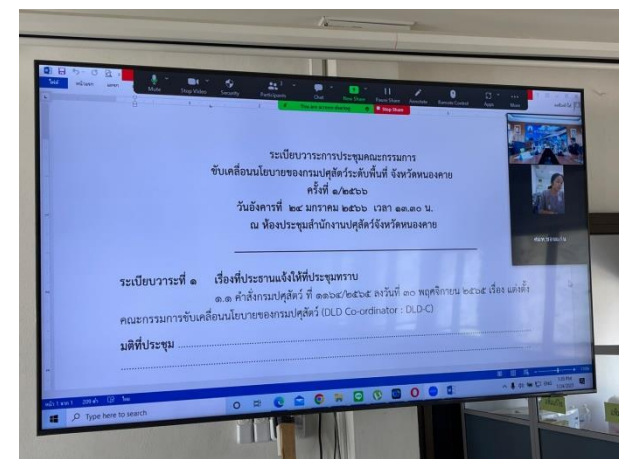 Mute
Stop Video
Security
Participants
Chat
New Share
Pause Share
Annotate
Remote Control
Apps
More
You are screen sharing
Stop Share
ระเบียบวาระการประชุมคณะกรรมการ
ขับเคลื่อนนโยบายของกรมปศุสัตว์ระดับพื้นที่ จังหวัดหนองคาย
ครั้งที่ ๑/๒๕๖๖
วันอังคารที่ ๒๔ มกราคม ๒๕๖๖ เวลา ๑๓.๓๐ น.
ณ ห้องประชุมสำนักงานปศุสัตว์จังหวัดหนองคาย
ระเบียบวาระที่ ๑ เรื่องที่ประธานแจ้งให้ที่ประชุมทราบ
๑.๑ คำสั่งกรมปศุสัตว์ ที่ ๑๑๖๔/๒๕๖๕ ลงวันที่ ๓๐ พฤศจิกายน ๒๕๖๕ เรื่อง แต่งตั้ง
คณะกรรมการขับเคลื่อนนโยบายของกรมปศุสัตว์ (DLD Co-ordinator : DLD-C)
มติที่ประชุม
Type here to search